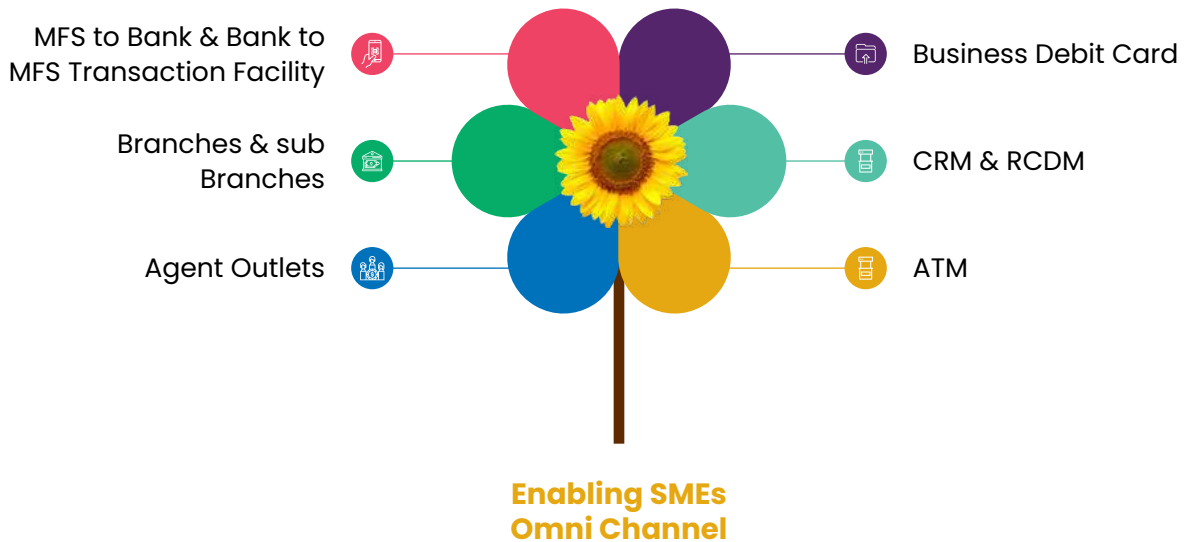 MFS to Bank & Bank to
MFS Transaction Facility
Branches & sub
Branches
Agent Outlets
Business Debit Card
CRM & RCDM
ATM
Enabling SMEs
Omni Channel